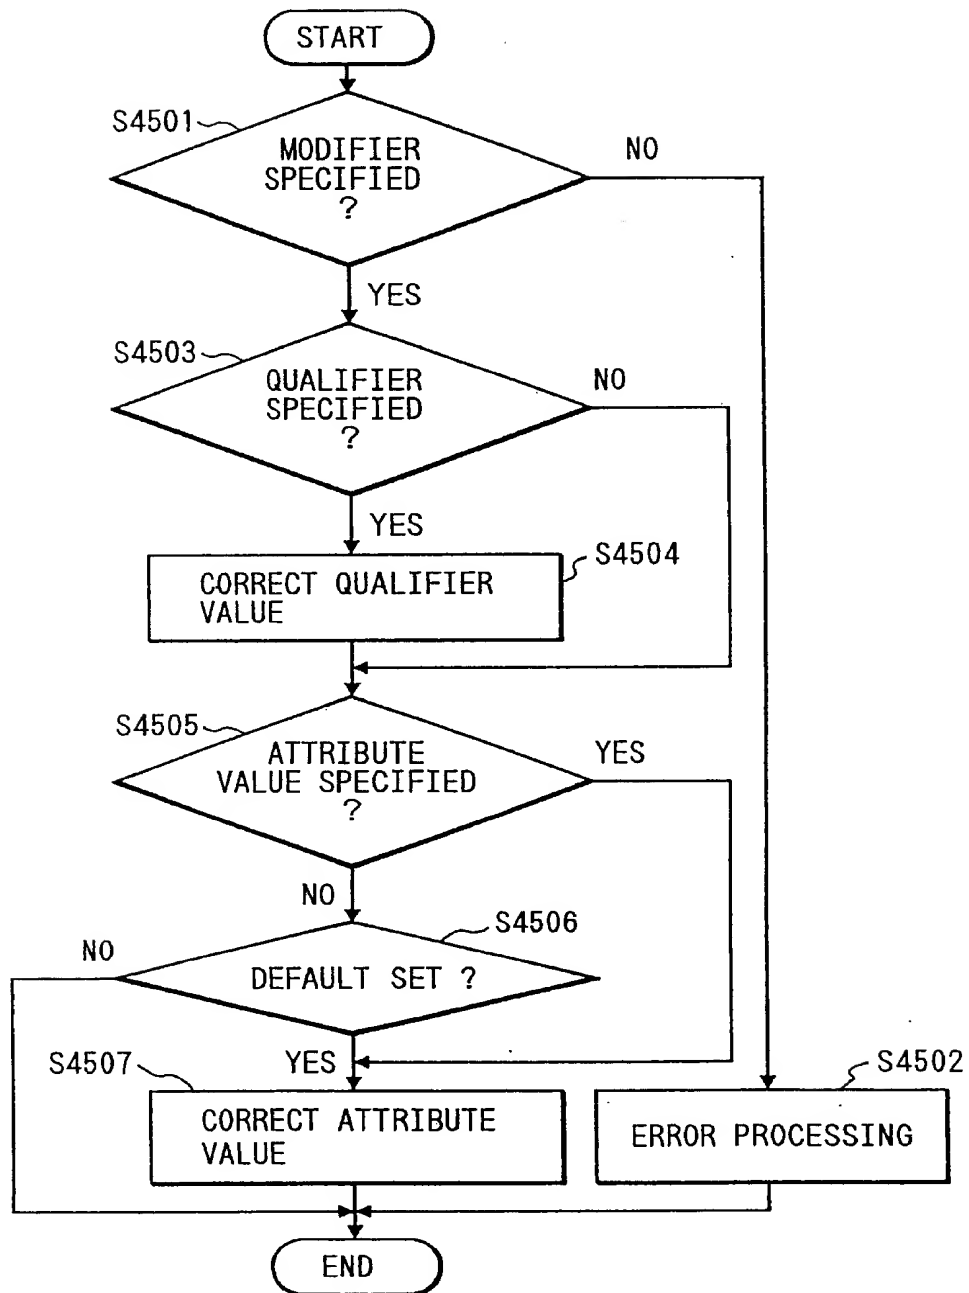 START
S4501
MODIFIER
SPECIFIED
?
NO
YES
S4503
QUALIFIER
SPECIFIED
?
NO
YES
S4504
CORRECT QUALIFIER
VALUE
S4505
ATTRIBUTE
VALUE SPECIFIED
?
YES
NO
S4506
NO
DEFAULT SET ?
YES
S4507
S4502
CORRECT ATTRIBUTE
VALUE
ERROR PROCESSING
END